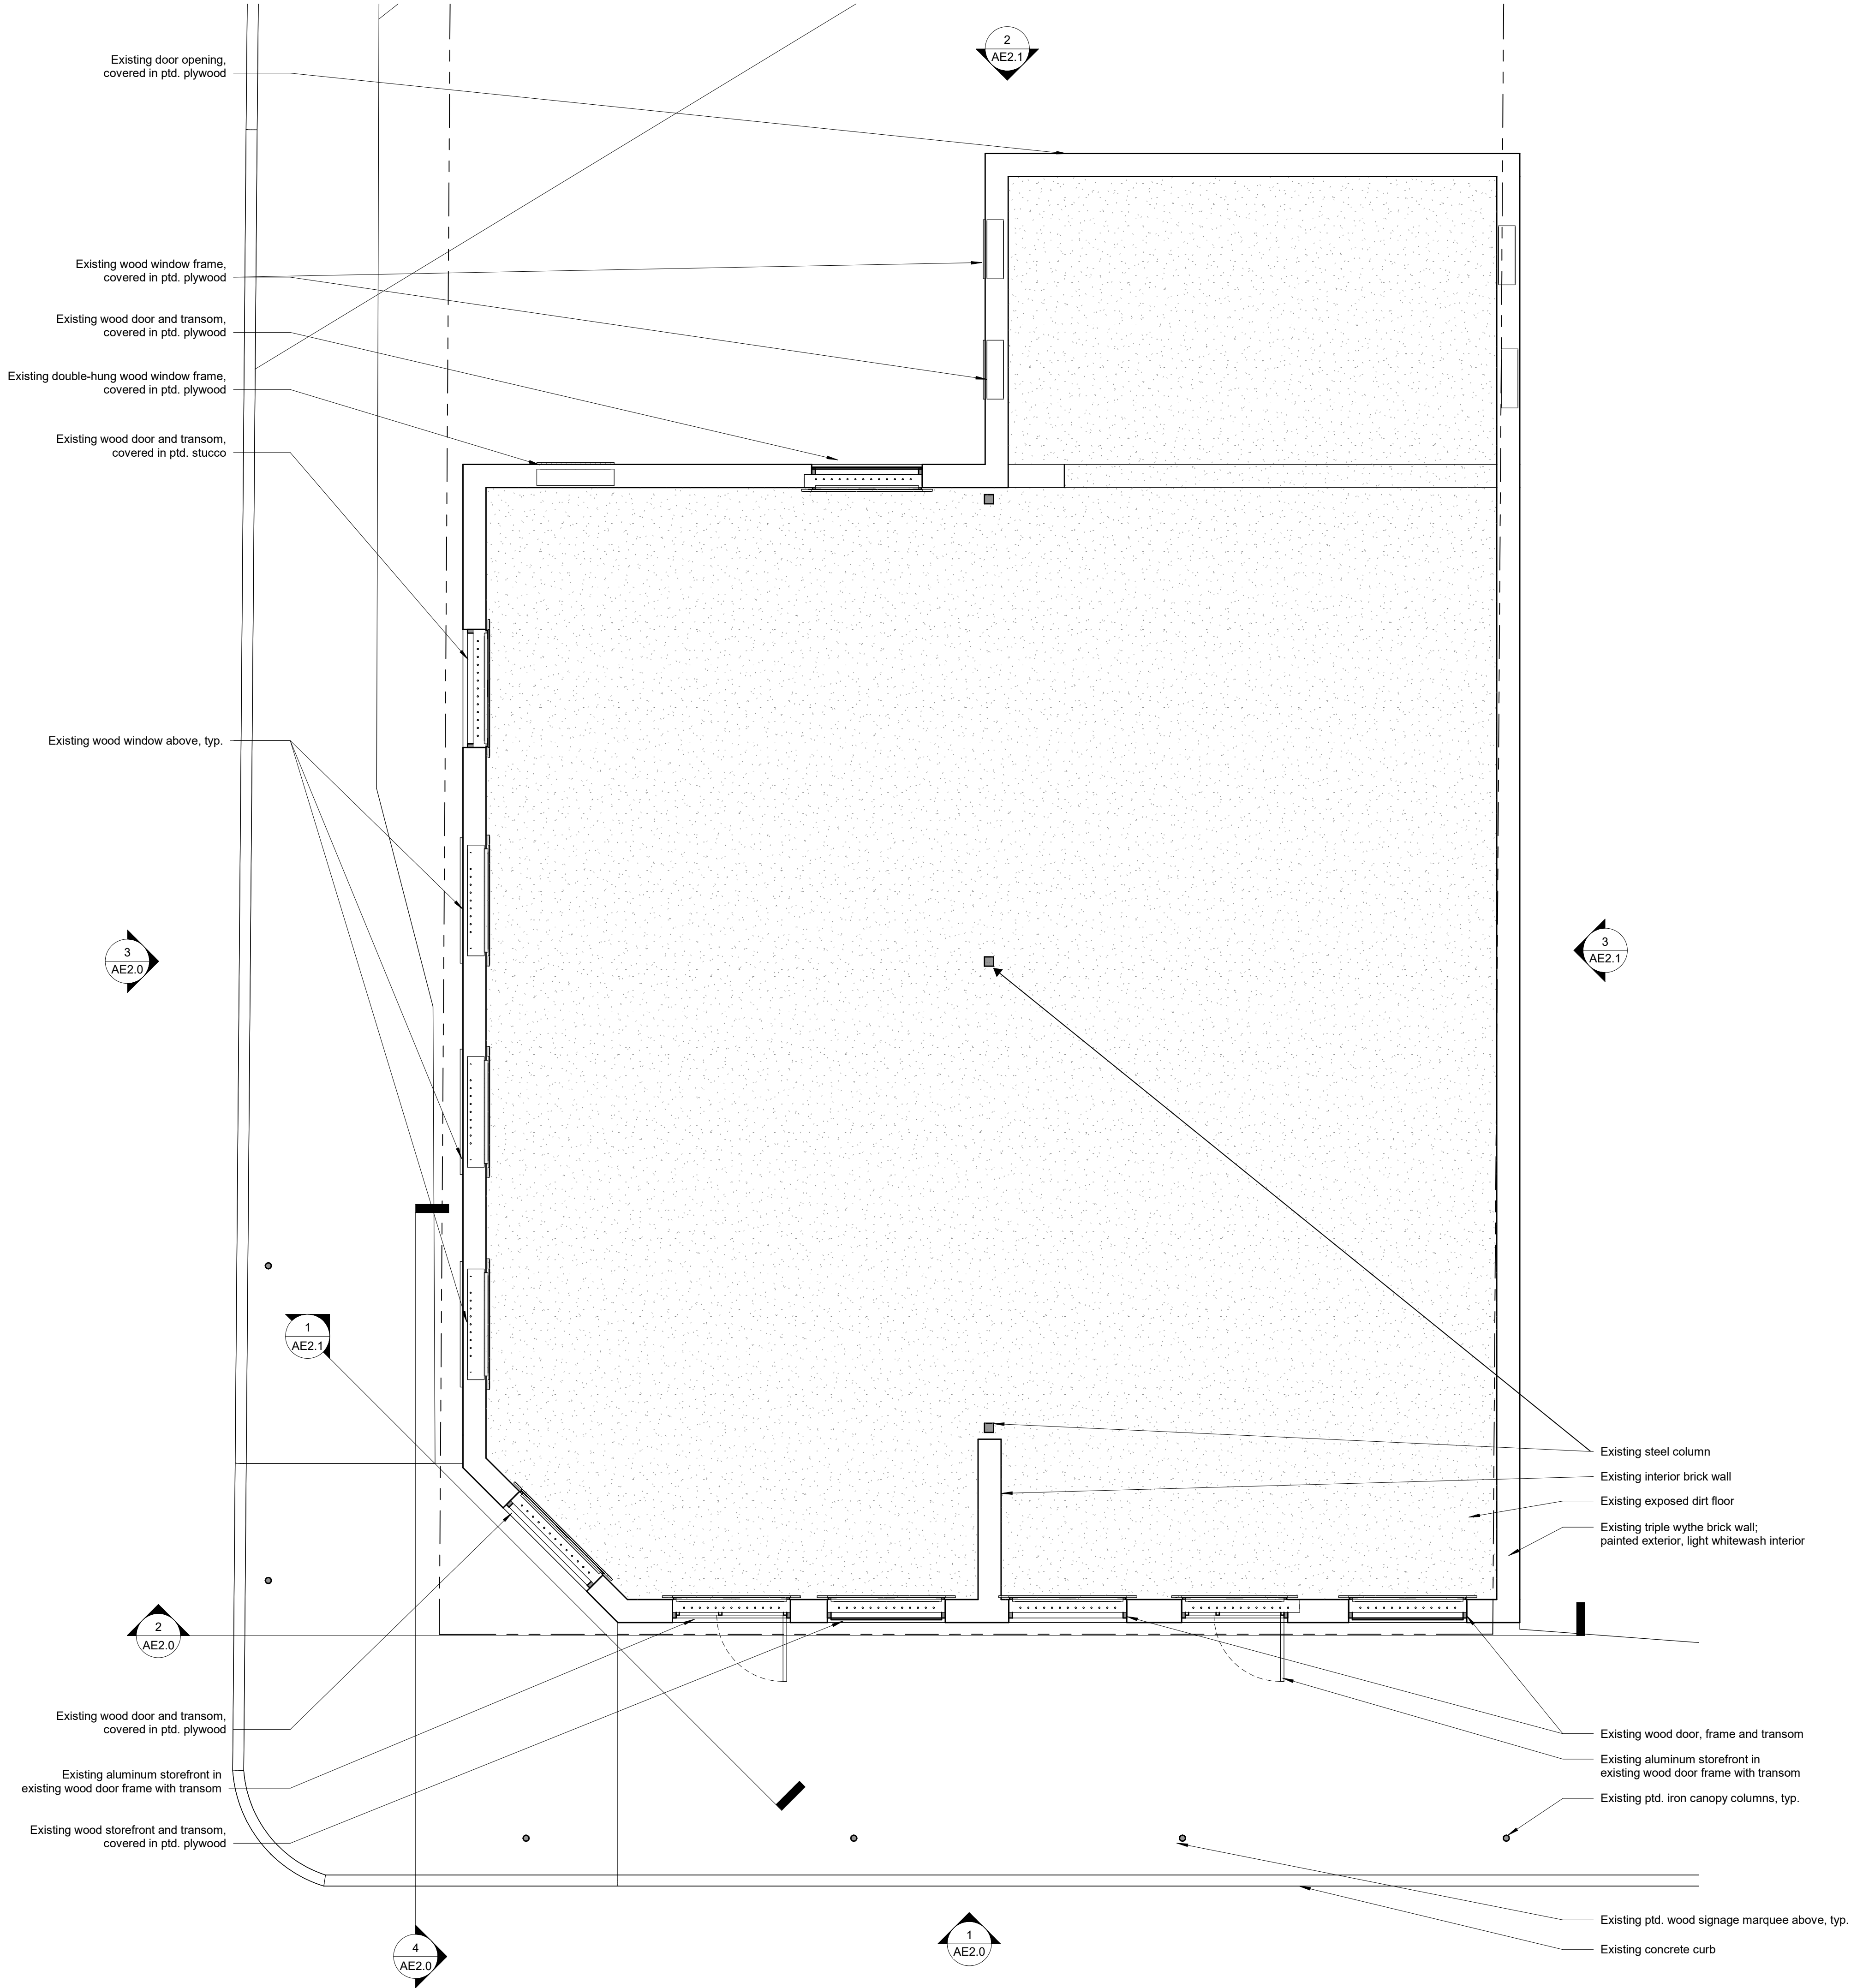 2
AE2.1
Existing door opening,
covered in ptd. plywood
Existing wood window frame,
covered in ptd. plywood
Existing wood door and transom,
covered in ptd. plywood
Existing double-hung wood window frame,
covered in ptd. plywood
Existing wood door and transom,
covered in ptd. stucco
Existing wood window above, typ.
3
AE2.0
3
AE2.1
1
AE2.1
Existing steel column
Existing interior brick wall
Existing exposed dirt floor
Existing triple wythe brick wall;
painted exterior, light whitewash interior
2
AE2.0
Existing wood door and transom,
covered in ptd. plywood
Existing aluminum storefront in
existing wood door frame with transom
Existing wood storefront and transom,
covered in ptd. plywood
Existing wood door, frame and transom
Existing aluminum storefront in
existing wood door frame with transom
Existing ptd. iron canopy columns, typ.
Existing ptd. wood signage marquee above, typ.
Existing concrete curb
4
AE2.0
1
AE2.0